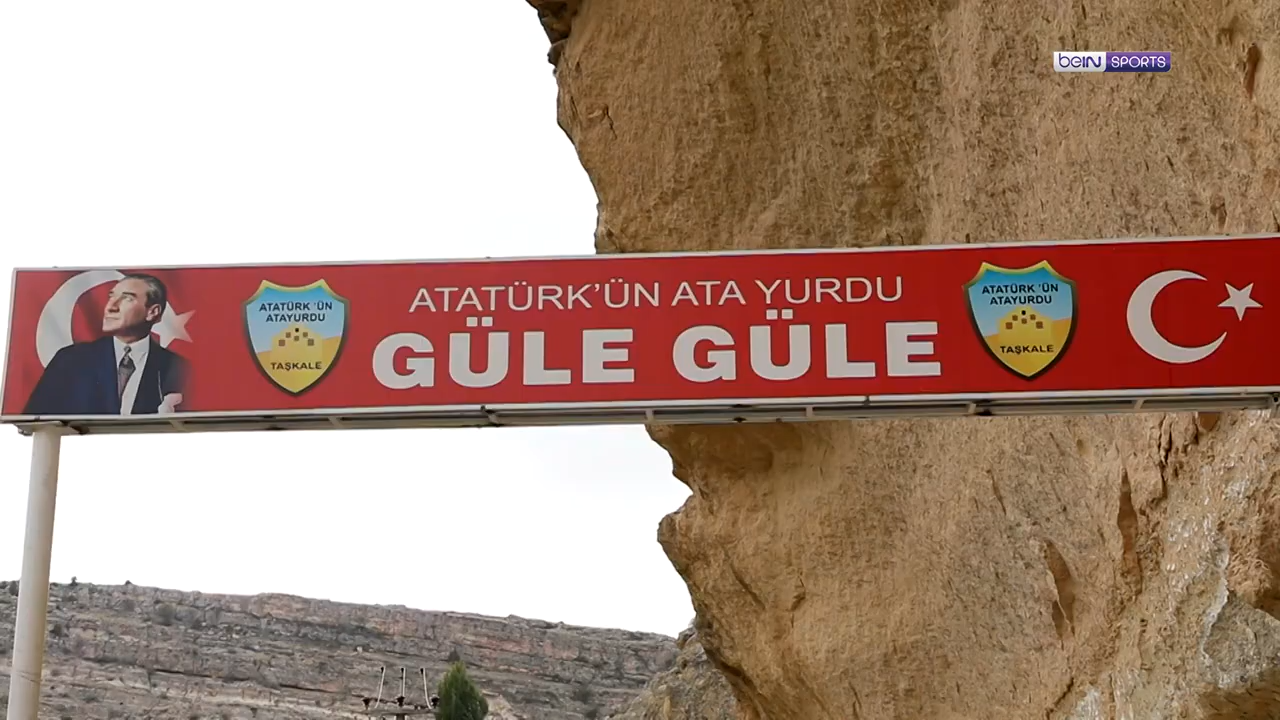 beIN SPORTS
ATATÜRK'ÜN ATA YURDU
GÜLE GÜLE
ATATÜRK'ÜN
ATAYURDU
TAŞKALE
ATATÜRK'ÜN
ATAYURDU
TAŞKALE